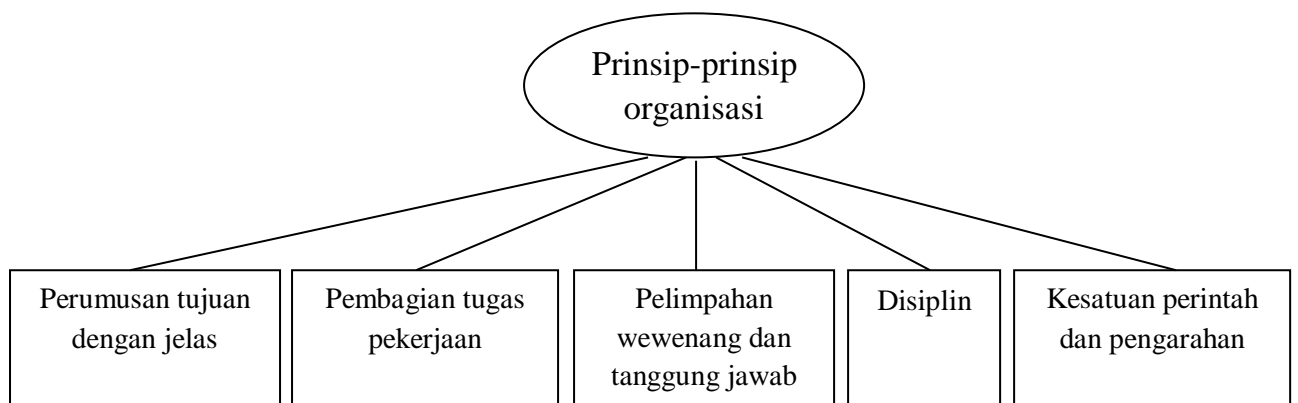 Prinsip-prinsip
organisasi
Perumusan tujuan
dengan jelas
Pembagian tugas
pekerjaan
Pelimpahan
wewenang dan
tanggung jawab
Disiplin
Kesatuan perintah
dan pengarahan